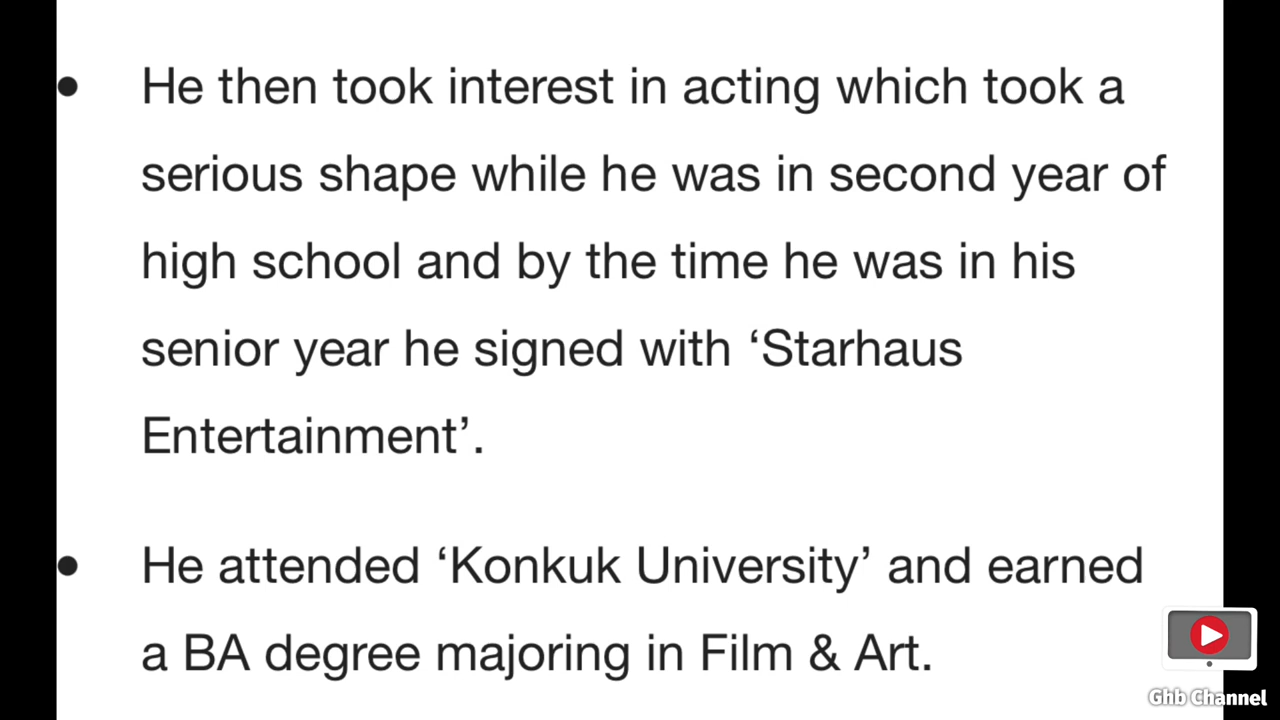 • He then took interest in acting which took a
serious shape while he was in second year of
high school and by the time he was in his
senior year he signed with ‘Starhaus
Entertainment’.
• He attended ‘Konkuk University’ and earned
a BA degree majoring in Film & Art.
Ghb Channel